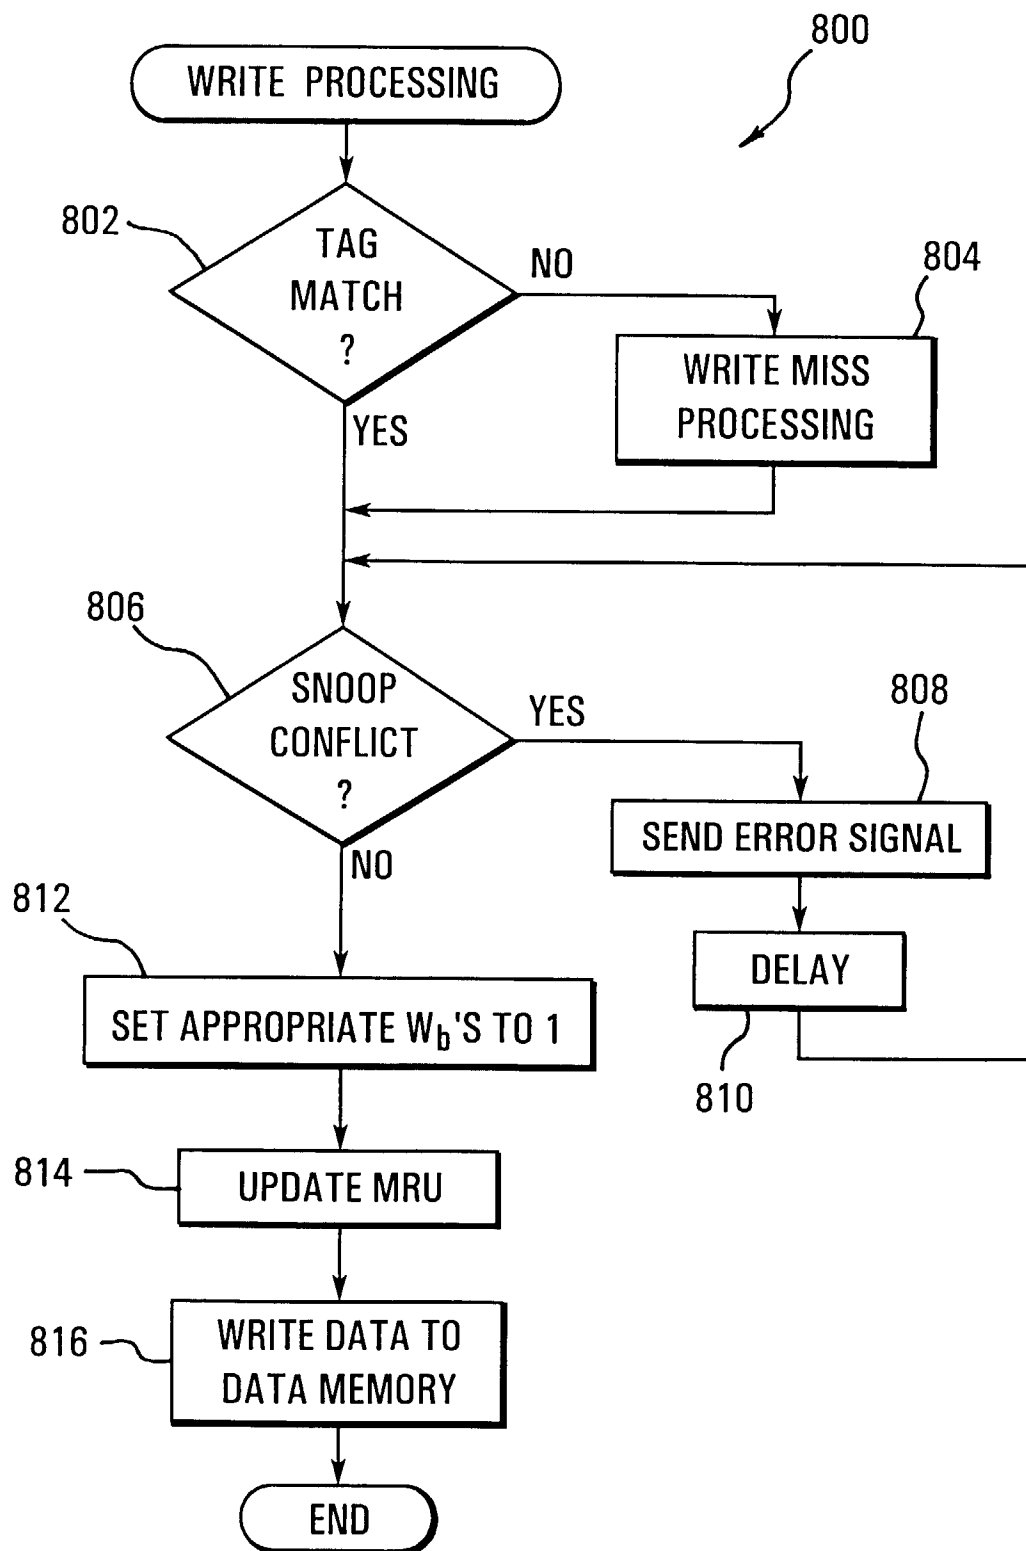 800
WRITE PROCESSING
802
TAG
MATCH
?
NO
804
WRITE MISS
PROCESSING
YES
806
SNOOP
CONFLICT
?
YES
808
SEND ERROR SIGNAL
NO
812
DELAY
SET APPROPRIATE Wb'S TO 1
810
814
UPDATE MRU
816
WRITE DATA TO
DATA MEMORY
END